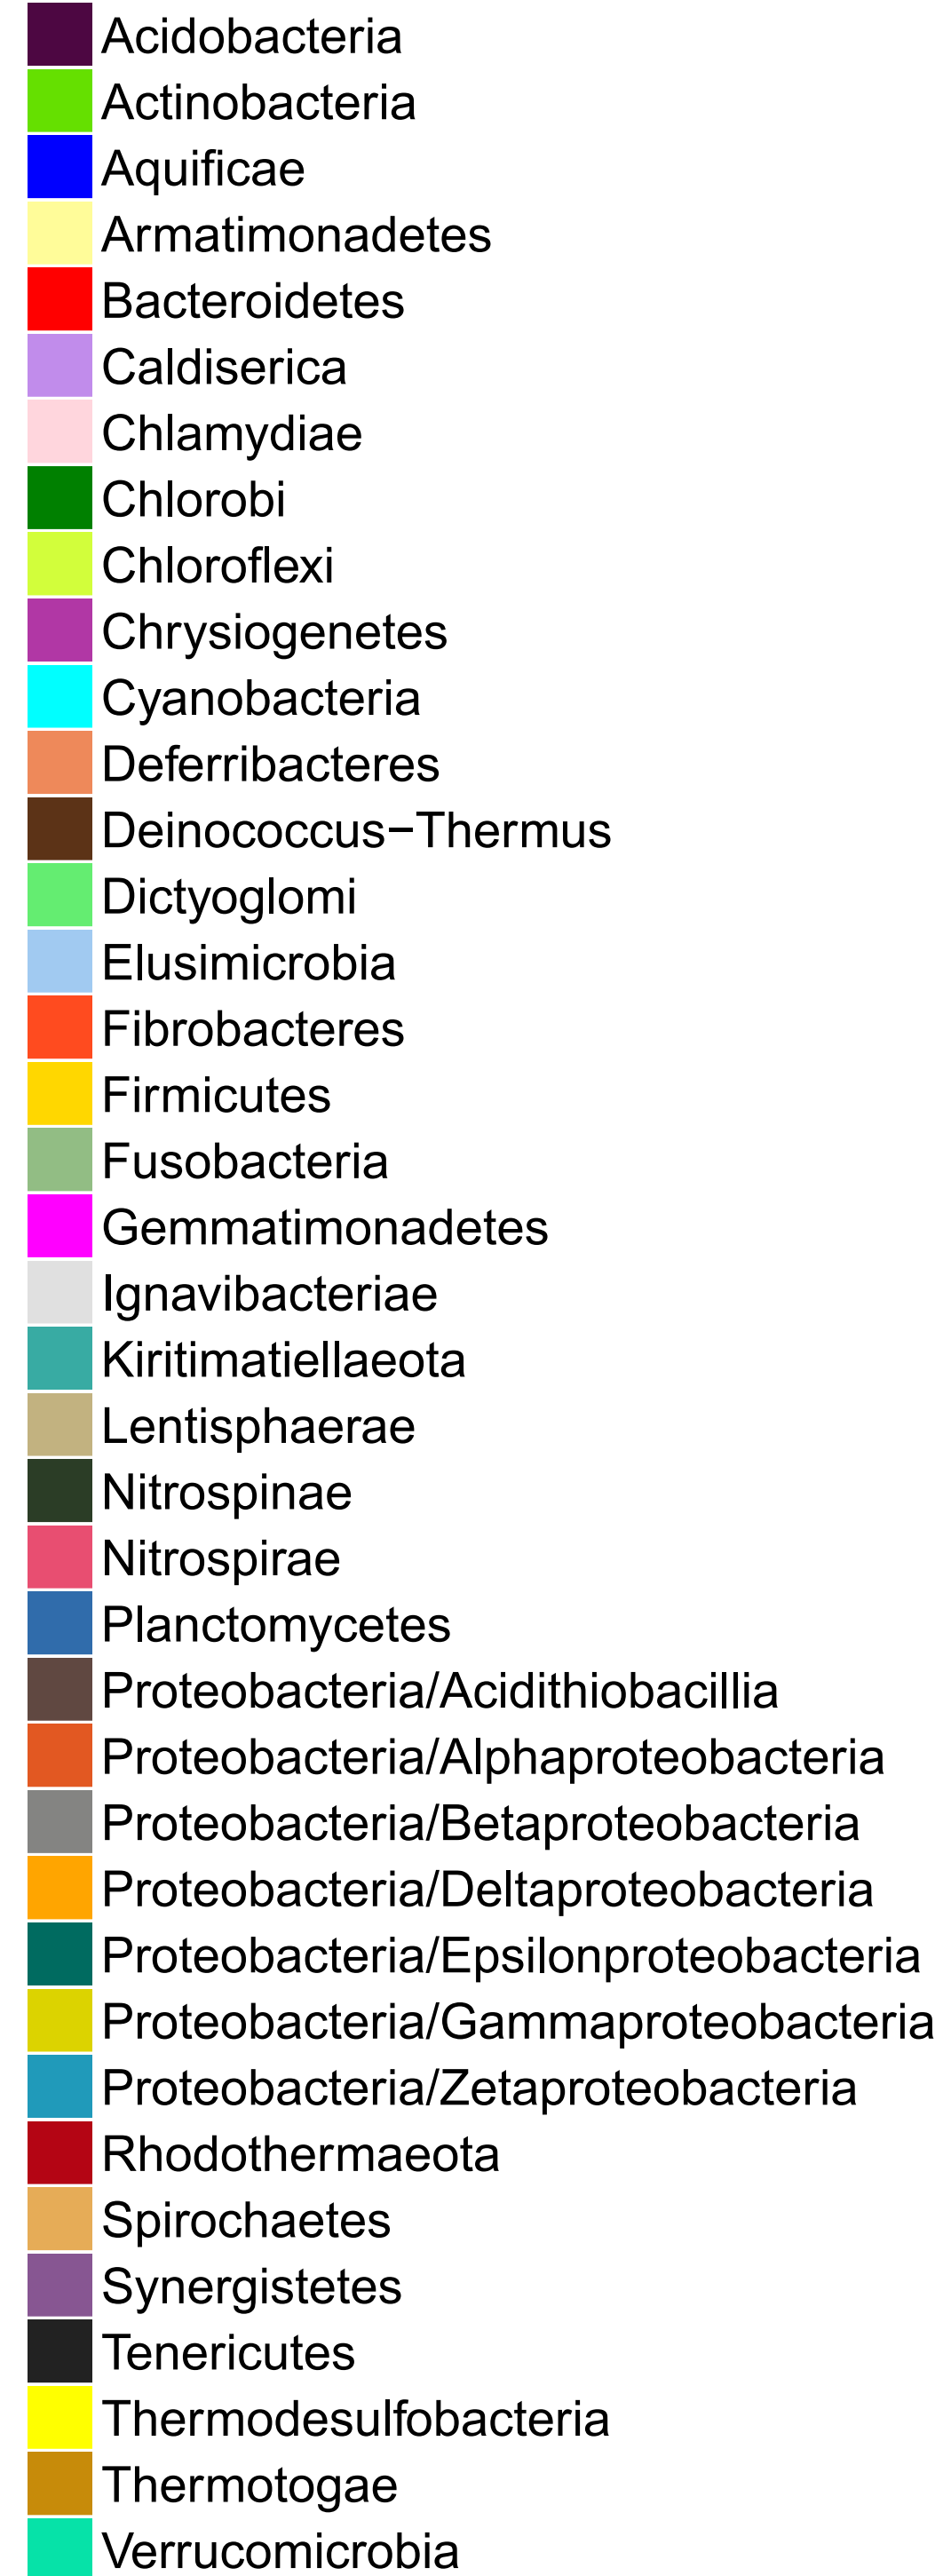 Acidobacteria
Actinobacteria
Aquificae
Armatimonadetes
Bacteroidetes
Caldiserica
Chlamydiae
Chlorobi
Chloroflexi
Chrysiogenetes
Cyanobacteria
Deferribacteres
Deinococcus−Thermus
Dictyoglomi
Elusimicrobia
Fibrobacteres
Firmicutes
Fusobacteria
Gemmatimonadetes
Ignavibacteriae
Kiritimatiellaeota
Lentisphaerae
Nitrospinae
Nitrospirae
Planctomycetes
Proteobacteria/Acidithiobacillia
Proteobacteria/Alphaproteobacteria
Proteobacteria/Betaproteobacteria
Proteobacteria/Deltaproteobacteria
Proteobacteria/Epsilonproteobacteria
Proteobacteria/Gammaproteobacteria
Proteobacteria/Zetaproteobacteria
Rhodothermaeota
Spirochaetes
Synergistetes
Tenericutes
Thermodesulfobacteria
Thermotogae
Verrucomicrobia